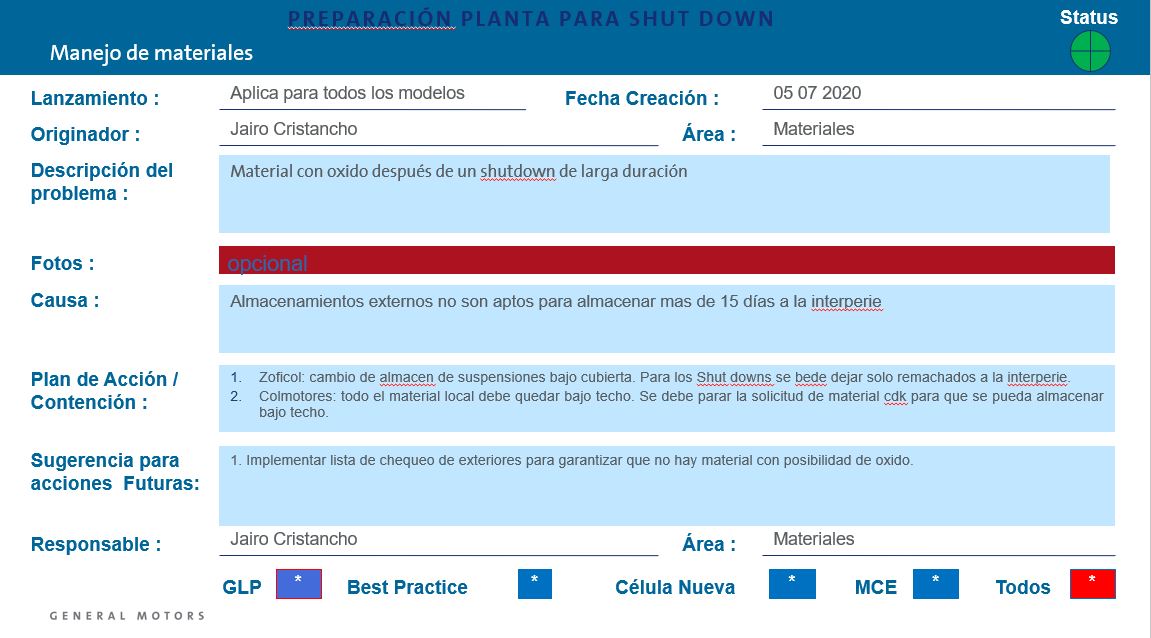 PREPARACIÓN PLANTA PARA SHUT DOWN
Status
Manejo de materiales
Lanzamiento : Aplica para todos los modelos Fecha Creación : 05 07 2020
Originador : Jairo Cristancho Área : Materiales
Descripción del
problema :
Material con oxido después de un shutdown de larga duración
Fotos : opcional
Causa : Almacenamientos externos no son aptos para almacenar mas de 15 días a la interperie
Plan de Acción /
Contención :
1. Zoficol: cambio de almacen de suspensiones bajo cubierta. Para los Shut downs se bede dejar solo remachados a la interperie.
2. Colmotores: todo el material local debe quedar bajo techo. Se debe parar la solicitud de material cdk para que se pueda almacenar
bajo techo.
Sugerencia para
acciones Futuras:
1. Implementar lista de chequeo de exteriores para garantizar que no hay material con posibilidad de oxido.
Responsable : Jairo Cristancho Área : Materiales
GLP * Best Practice * Célula Nueva * MCE * Todos *
GENERAL MOTORS